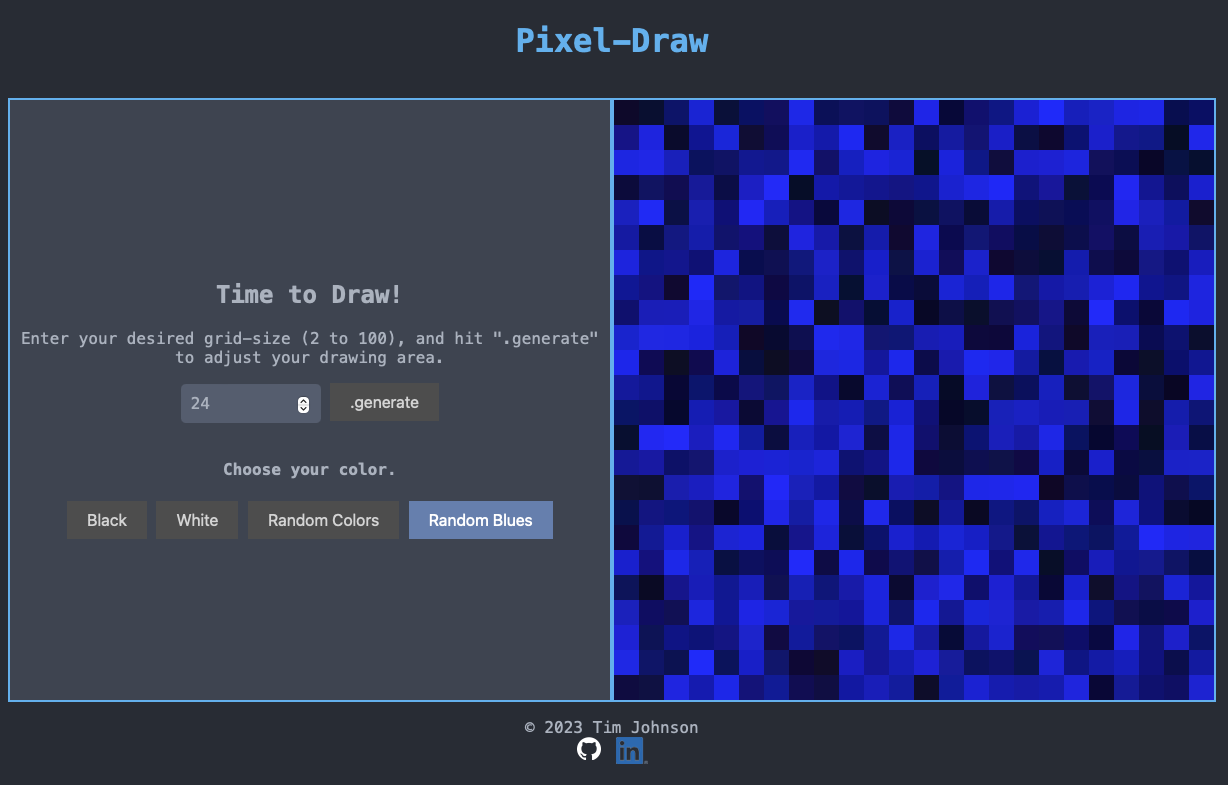 Pixel-Draw
Time to Draw!
Enter your desired grid-size (2 to 100), and hit ".generate"
to adjust your drawing area.
24
.generate
Choose your color.
Black
White
Random Colors
Random Blues
© 2023 Tim Johnson
in